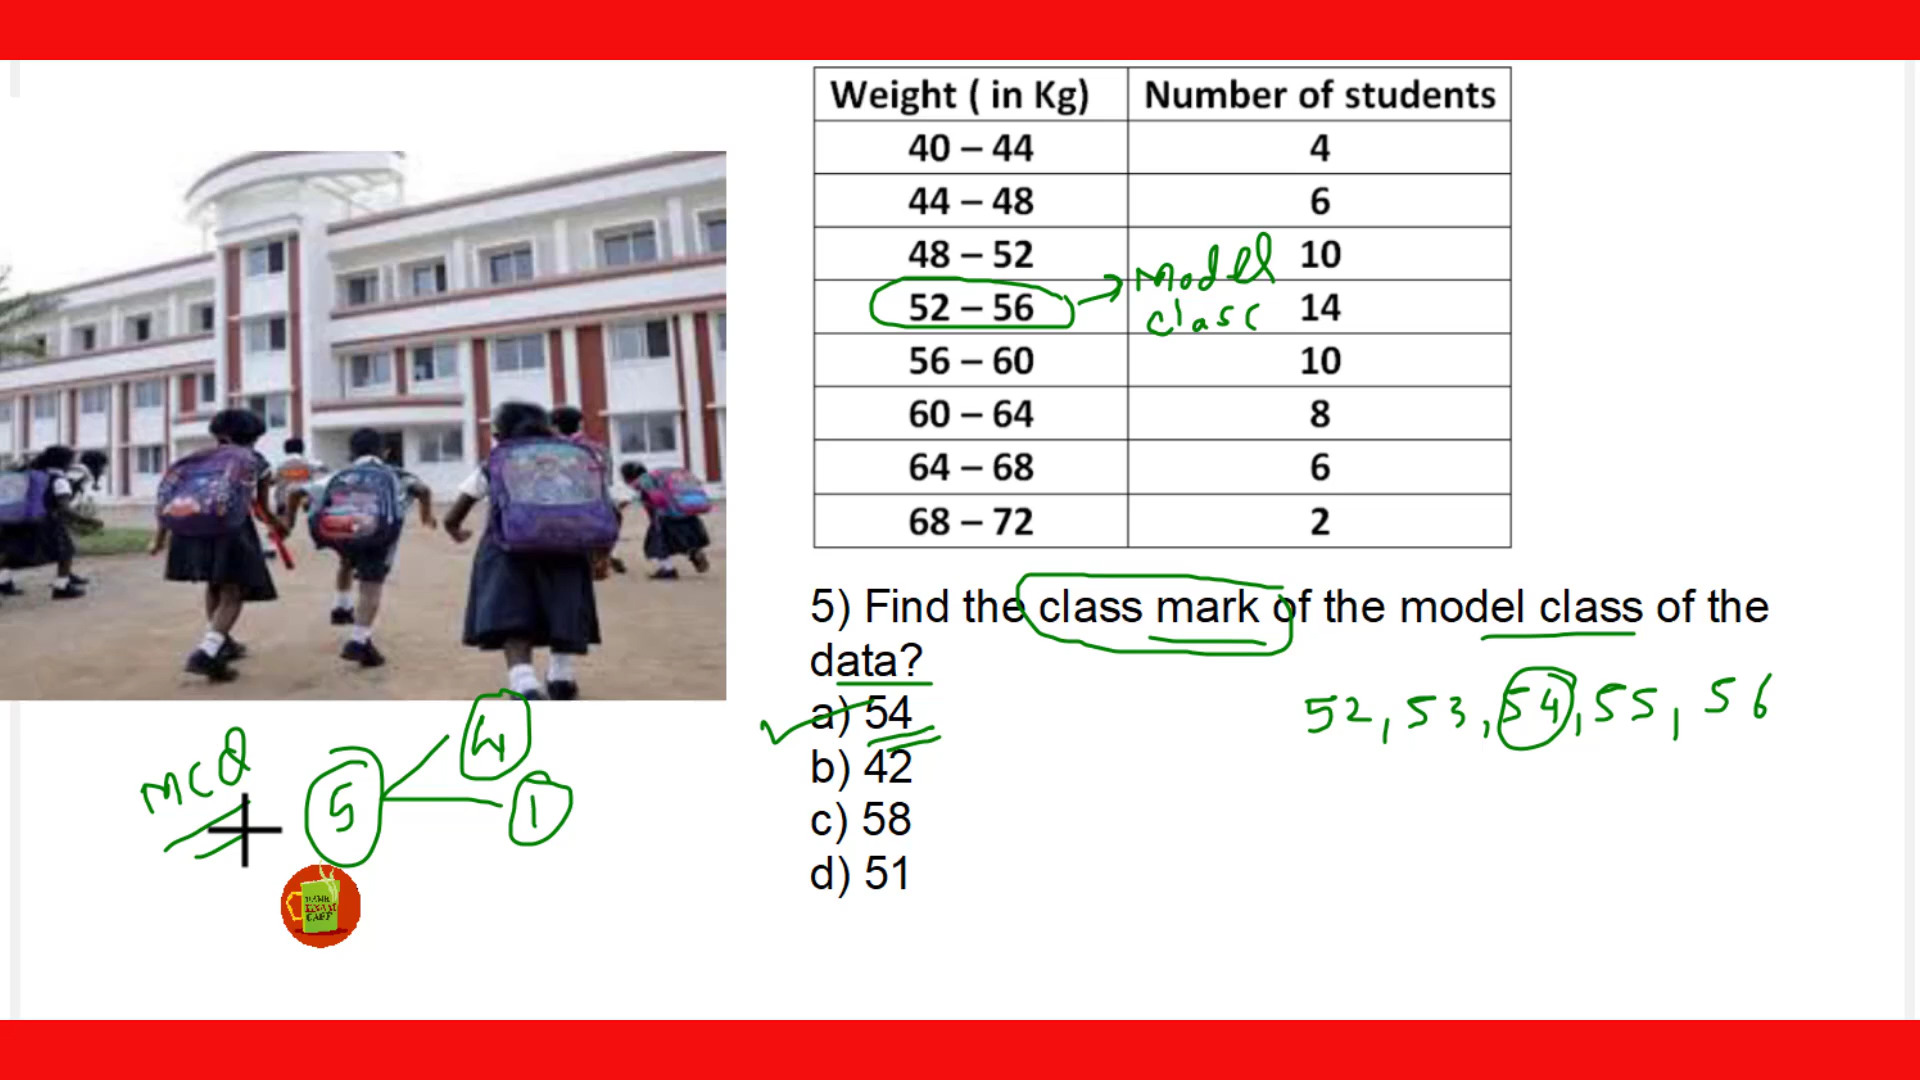 Weight ( in Kg) Number of students
40 – 44 4
44 – 48 6
48 – 52 10
52 – 56 14
Model
class
56 – 60 10
60 – 64 8
64 – 68 6
68 – 72 2
5) Find the class mark of the model class of the
data?
a) 54
b) 42
c) 58
d) 51
52, 53, 54, 55, 56
MCQ
5
4
1
BANK
EXAM
CAFE